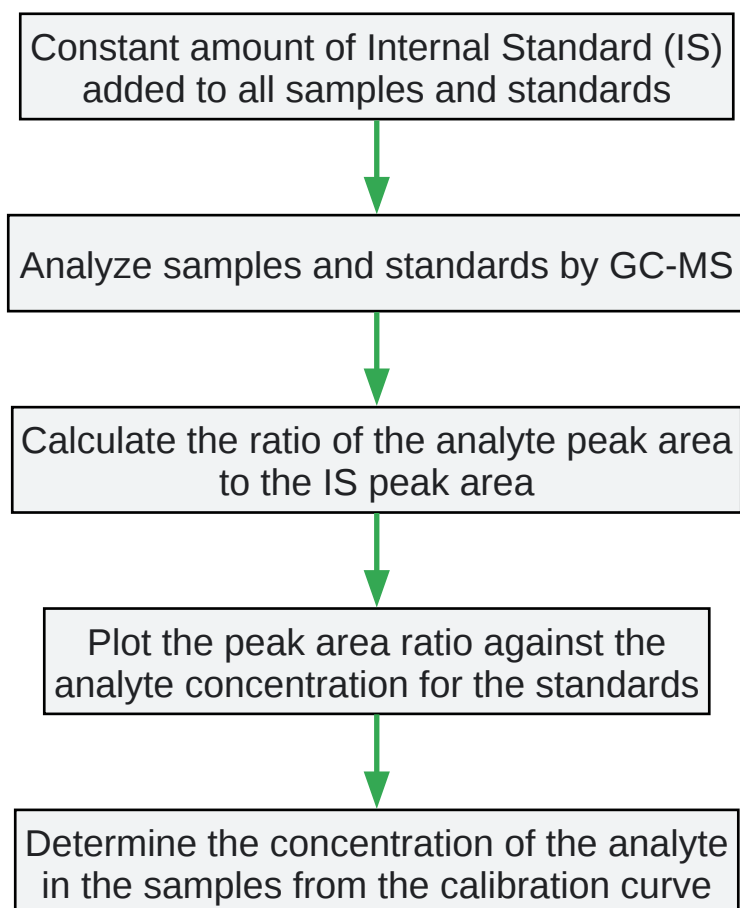 Constant amount of Internal Standard (IS)
added to all samples and standards
Analyze samples and standards by GC-MS
Calculate the ratio of the analyte peak area
to the IS peak area
Plot the peak area ratio against the
analyte concentration for the standards
Determine the concentration of the analyte
in the samples from the calibration curve